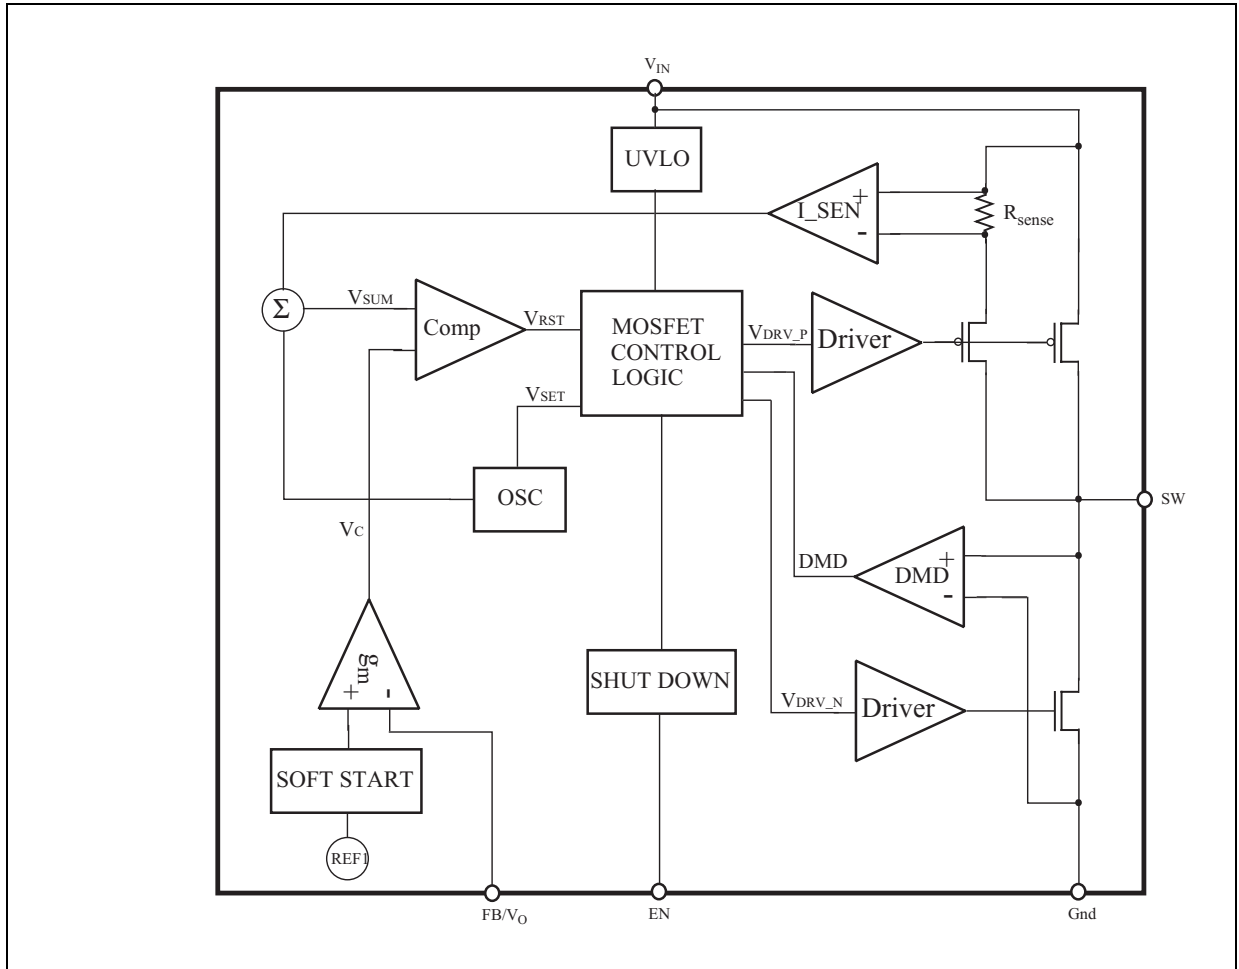 VIN
UVLO
+
I_SEN
-
Rsense
Σ
VSUM
Comp
VRST
MOSFET
CONTROL
LOGIC
VDRV_P
Driver
VSET
OSC
SW
VC
DMD
+
DMD
-
gm
+
-
SHUT DOWN
VDRV_N
Driver
SOFT START
REF1
FB/VO
EN
Gnd